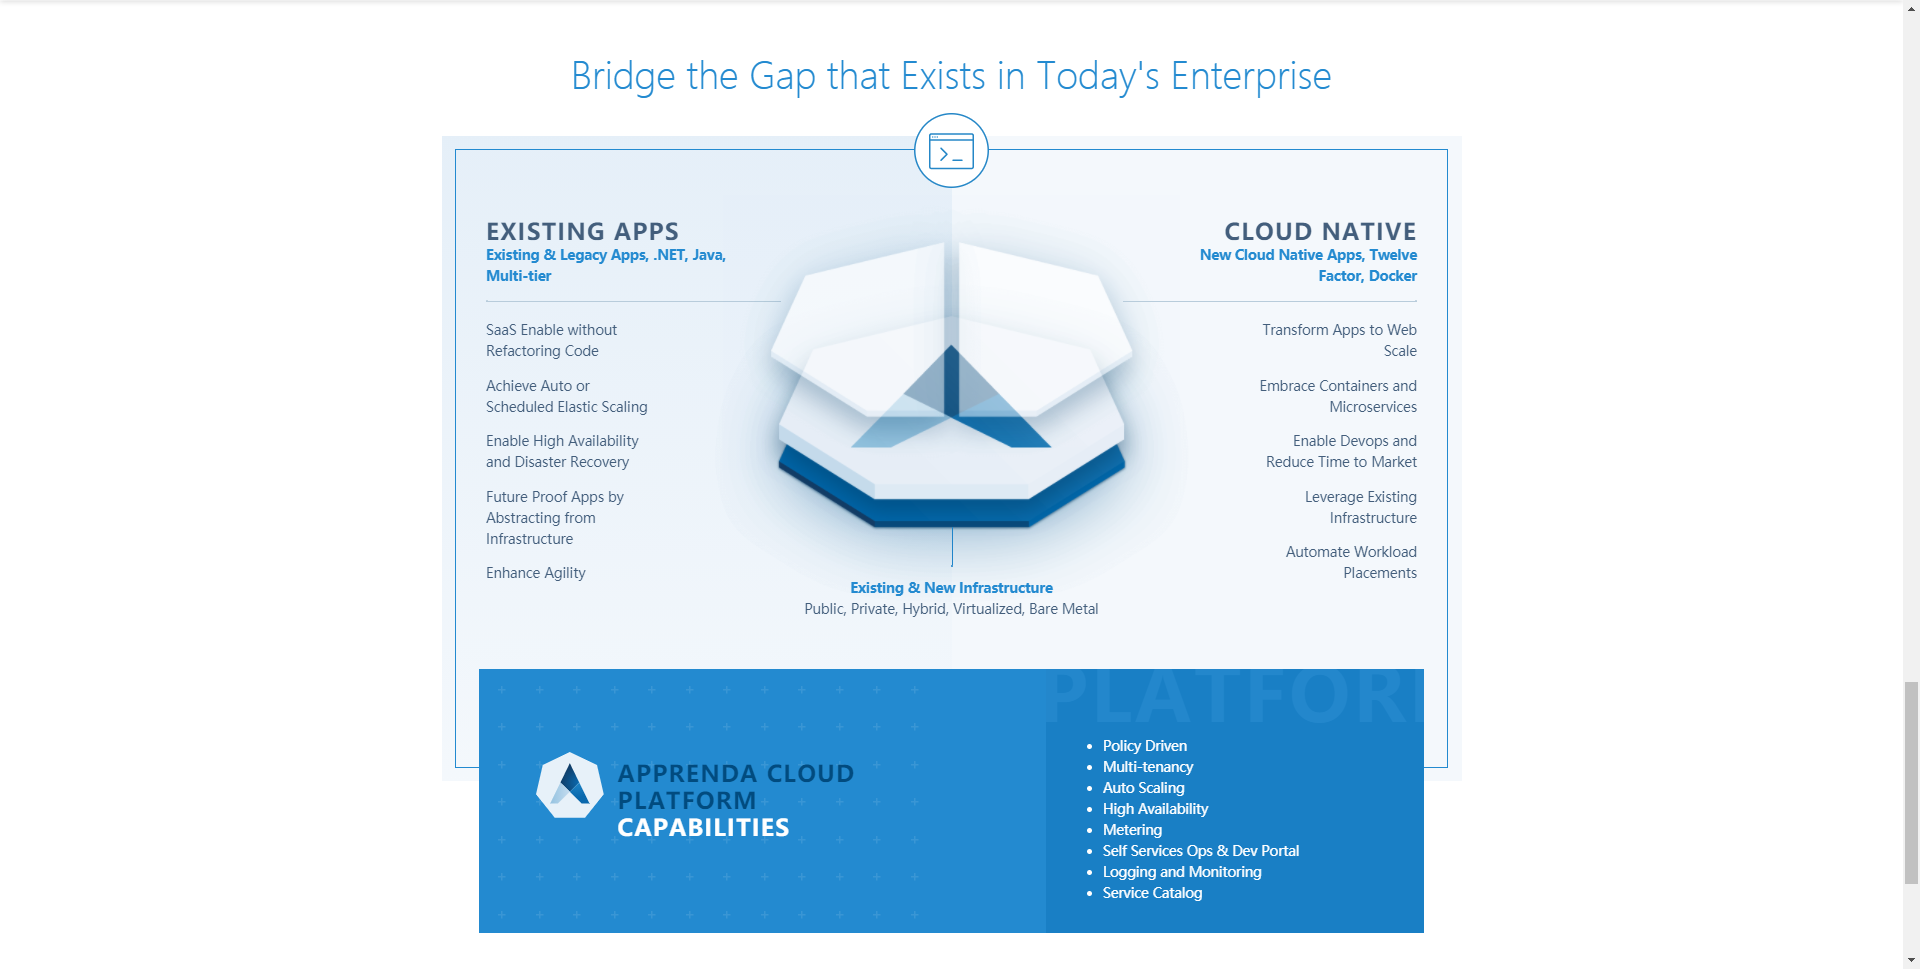 Bridge the Gap that Exists in Today's Enterprise
EXISTING APPS
Existing & Legacy Apps, .NET, Java,
Multi-tier
SaaS Enable without
Refactoring Code
Achieve Auto or
Scheduled Elastic Scaling
Enable High Availability
and Disaster Recovery
Future Proof Apps by
Abstracting from
Infrastructure
Enhance Agility
CLOUD NATIVE
New Cloud Native Apps, Twelve
Factor, Docker
Transform Apps to Web
Scale
Embrace Containers and
Microservices
Enable Devops and
Reduce Time to Market
Leverage Existing
Infrastructure
Automate Workload
Placements
Existing & New Infrastructure
Public, Private, Hybrid, Virtualized, Bare Metal
APPRENDA CLOUD
PLATFORM
CAPABILITIES
PLATFOR
Policy Driven
Multi-tenancy
Auto Scaling
High Availability
Metering
Self Services Ops & Dev Portal
Logging and Monitoring
Service Catalog